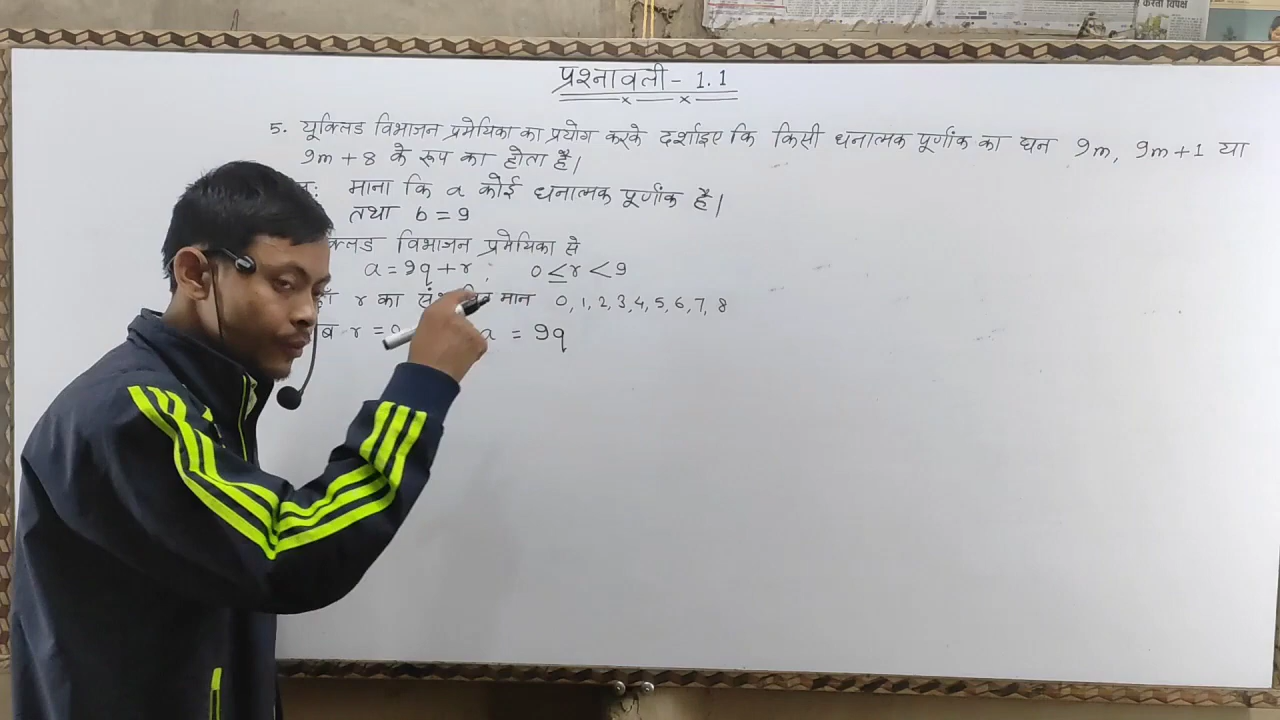 करता विपक्ष
प्रश्नावली - 1.1
5. यूक्लिड विभाजन प्रमेयिका का प्रयोग करके दर्शाइए कि किसी धनात्मक पूर्णांक का घन 9m, 9m+1 या
9m+8 के रूप का होता है।
माना कि a कोई धनात्मक पूर्णांक है।
तथा b = 9
विभाजन प्रमेयिका से
a = 9q + r ; 0 ≤ r < 9
r का मान 0, 1, 2, 3, 4, 5, 6, 7, 8
r = a = 9q